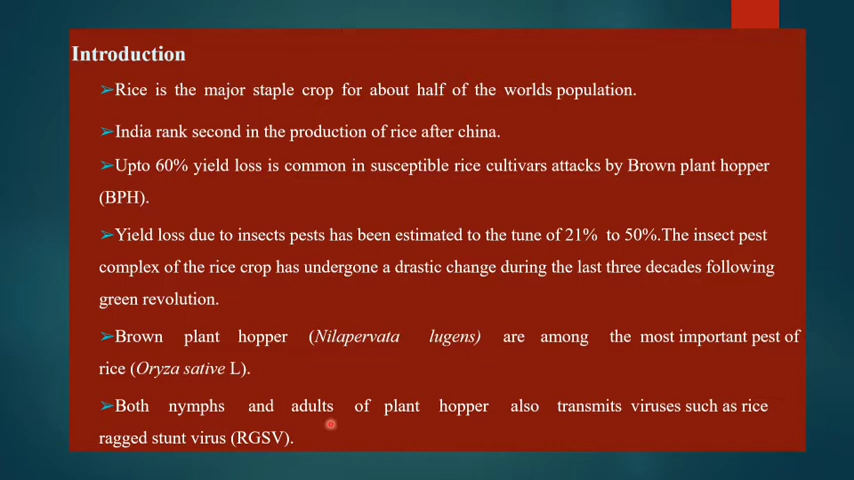 Introduction
➢Rice is the major staple crop for about half of the worlds population.
➢India rank second in the production of rice after china.
➢Upto 60% yield loss is common in susceptible rice cultivars attacks by Brown plant hopper
(BPH).
➢Yield loss due to insects pests has been estimated to the tune of 21% to 50%.The insect pest
complex of the rice crop has undergone a drastic change during the last three decades following
green revolution.
➢Brown plant hopper (Nilapervata lugens) are among the most important pest of
rice (Oryza sative L).
➢Both nymphs and adults of plant hopper also transmits viruses such as rice
ragged stunt virus (RGSV).